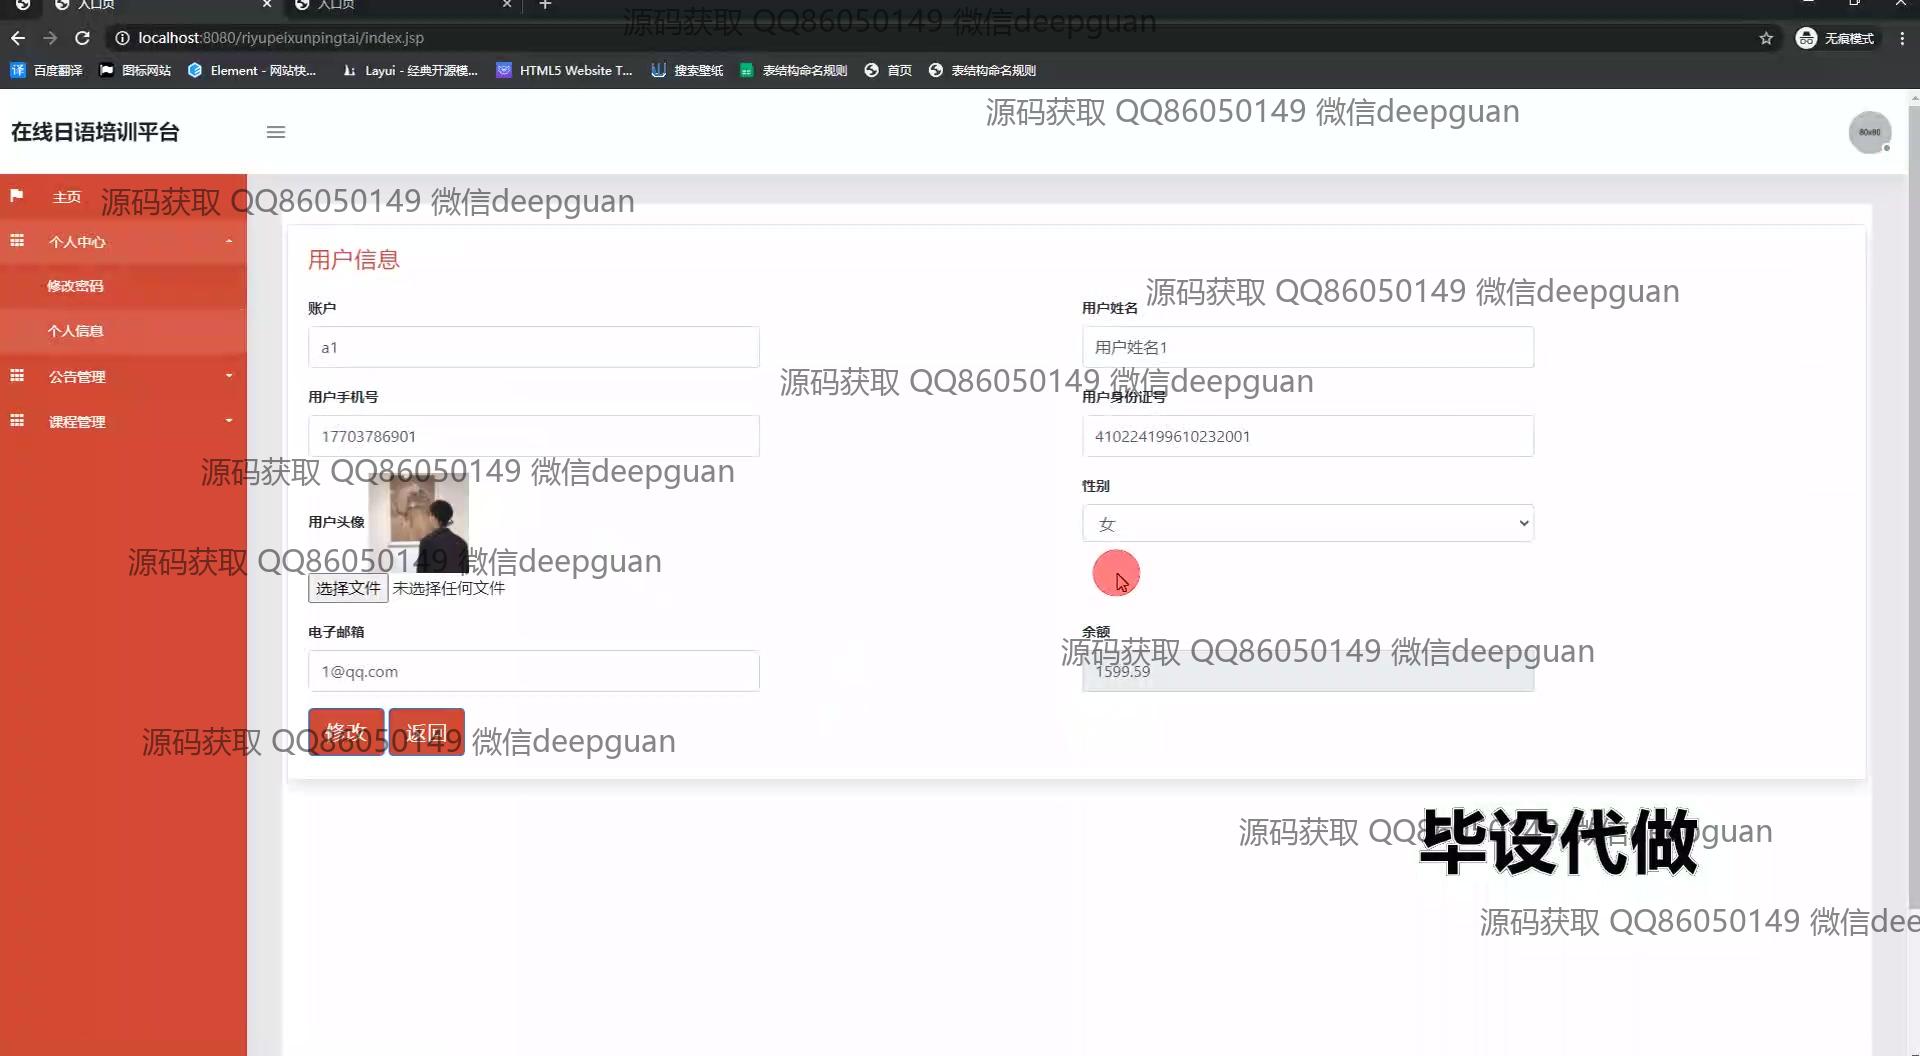 入口页
入口页
localhost:8080/riyupeixunpingtai/index.jsp
无痕模式
源码获取 QQ86050149 微信deepguan
百度翻译
图标网站
Element - 网站快...
Layui - 经典开源模...
HTML5 Website T...
搜索壁纸
表结构命名规则
首页
表结构命名规则
源码获取 QQ86050149 微信deepguan
在线日语培训平台
80x80
主页
源码获取 QQ86050149 微信deepguan
个人中心
修改密码
个人信息
公告管理
课程管理
用户信息
源码获取 QQ86050149 微信deepguan
账户
用户姓名
a1
用户姓名1
源码获取 QQ86050149 微信deepguan
用户手机号
用户身份证号
17703786901
410224199610232001
源码获取 QQ86050149 微信deepguan
性别
用户头像
女
源码获取 QQ86050149 微信deepguan
选择文件 未选择任何文件
电子邮箱
余额
源码获取 QQ86050149 微信deepguan
1@qq.com
1599.59
修改 返回
源码获取 QQ86050149 微信deepguan
源码获取 QQ86050149 微信deepguan
毕设代做
源码获取 QQ86050149 微信dee